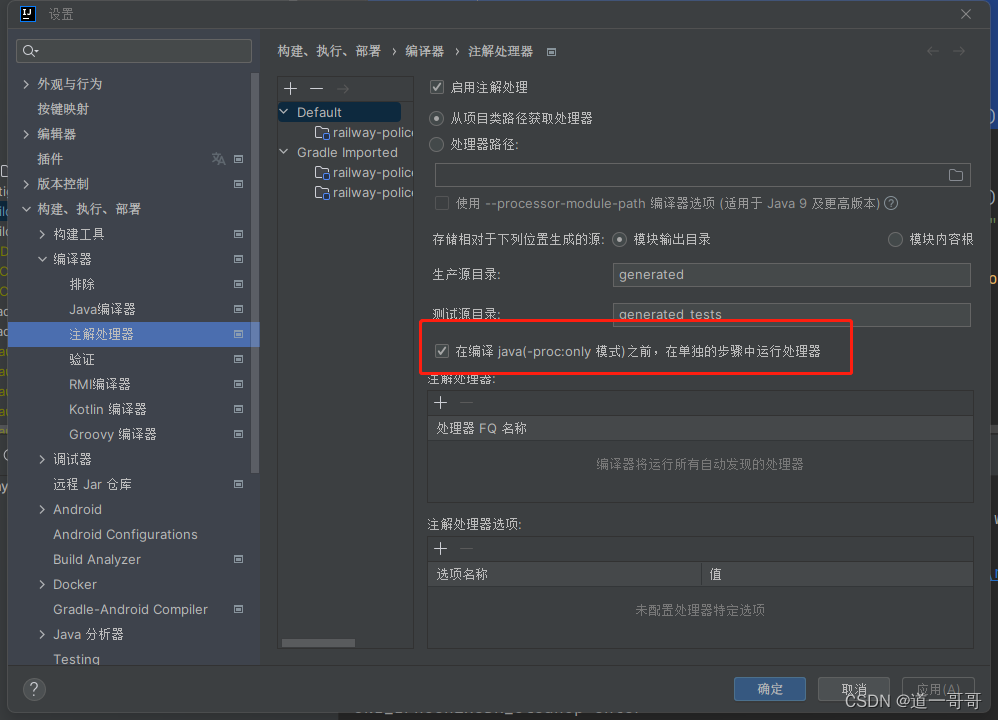 设置
构建、执行、部署 › 编译器 › 注解处理器
外观与行为
按键映射
编辑器
插件
版本控制
构建、执行、部署
构建工具
编译器
排除
Java编译器
注解处理器
验证
RMI编译器
Kotlin 编译器
Groovy 编译器
调试器
远程 Jar 仓库
Android
Android Configurations
Build Analyzer
Docker
Gradle-Android Compiler
Java 分析器
Testing
Default
railway-polic
Gradle Imported
railway-polic
railway-polic
启用注解处理
从项目类路径获取处理器
处理器路径:
使用 --processor-module-path 编译器选项 (适用于 Java 9 及更高版本)
存储相对于下列位置生成的源: 模块输出目录 模块内容根
生产源目录: generated
测试源目录: generated_tests
在编译 java(-proc:only 模式)之前，在单独的步骤中运行处理器
注解处理器:
处理器 FQ 名称
编译器将运行所有自动发现的处理器
注解处理器选项:
选项名称 值
未配置处理器特定选项
? 确定 取消 应用(A)
CSDN @道一哥哥